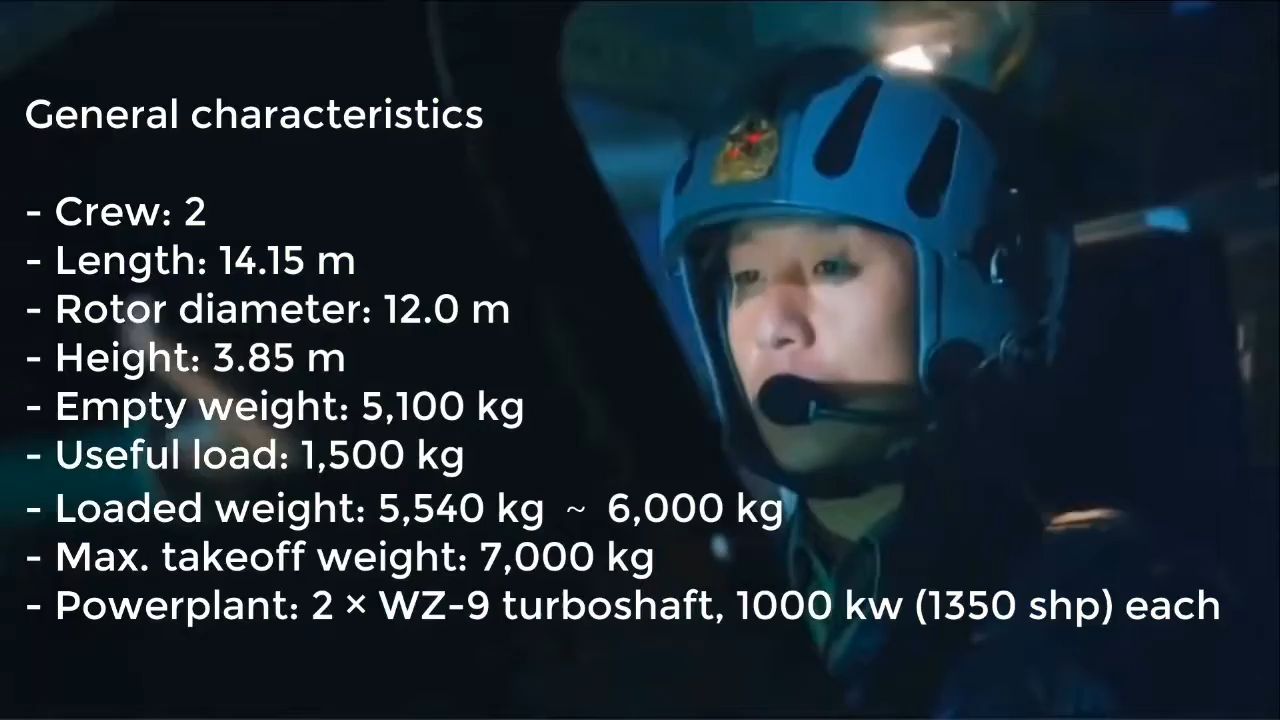 General characteristics
- Crew: 2
- Length: 14.15 m
- Rotor diameter: 12.0 m
- Height: 3.85 m
- Empty weight: 5,100 kg
- Useful load: 1,500 kg
- Loaded weight: 5,540 kg ~ 6,000 kg
- Max. takeoff weight: 7,000 kg
- Powerplant: 2 × WZ-9 turboshaft, 1000 kw (1350 shp) each